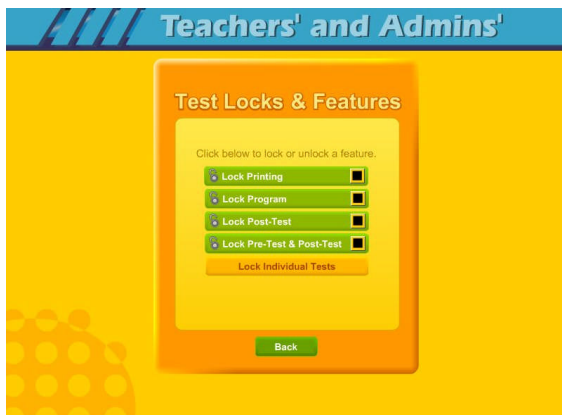 Teachers' and Admins'
Test Locks & Features
Click below to lock or unlock a feature.
Lock Printing
Lock Program
Lock Post-Test
Lock Pre-Test & Post-Test
Lock Individual Tests
Back